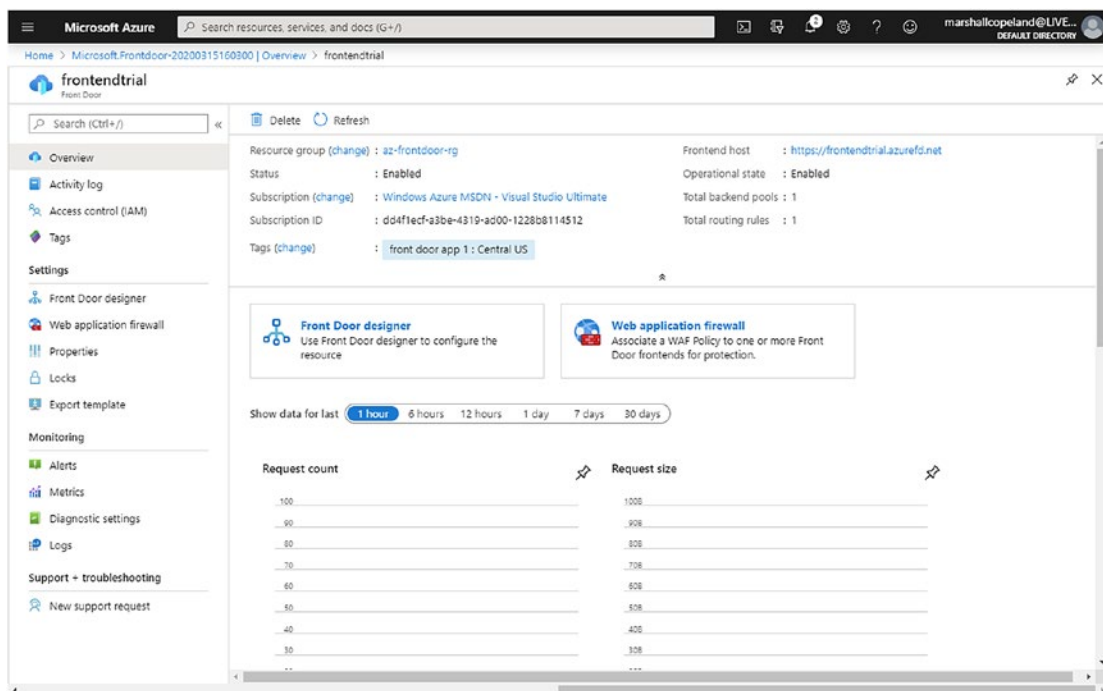 Microsoft Azure
Search resources, services, and docs (G+/)
2
marshallcopeland@LIVE...
DEFAULT DIRECTORY
Home > Microsoft.Frontdoor-20200315160300 | Overview > frontendtrial
frontendtrial
Front Door
Search (Ctrl+/)
«
Overview
Activity log
Access control (IAM)
Tags
Settings
Front Door designer
Web application firewall
Properties
Locks
Export template
Monitoring
Alerts
Metrics
Diagnostic settings
Logs
Support + troubleshooting
New support request
Delete Refresh
Resource group (change) : az-frontdoor-rg
Status : Enabled
Subscription (change) : Windows Azure MSDN - Visual Studio Ultimate
Subscription ID : dd4f1ecf-a3be-4319-ad00-1228b8114512
Tags (change) : front door app 1 : Central US
Frontend host : https://frontendtrial.azurefd.net
Operational state : Enabled
Total backend pools : 1
Total routing rules : 1
Front Door designer
Use Front Door designer to configure the
resource
Web application firewall
Associate a WAF Policy to one or more Front
Door frontends for protection.
Show data for last 1 hour 6 hours 12 hours 1 day 7 days 30 days
Request count
100
90
80
70
60
50
40
30
Request size
100B
90B
80B
70B
60B
50B
40B
30B